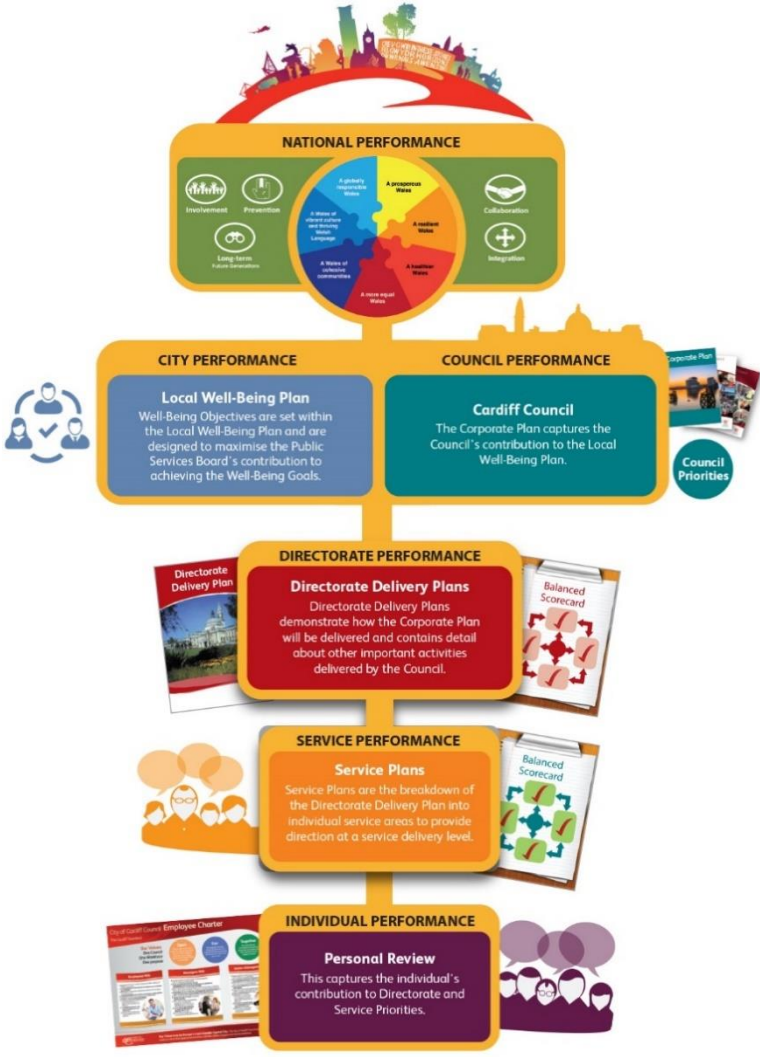 NATIONAL PERFORMANCE
Involvement
Prevention
Long-term
Future Generations
A globally
responsible
Wales
A prosperous
Wales
A Wales of
vibrant culture
and thriving
Welsh
Language
A resilient
Wales
A Wales of
cohesive
communities
A healthier
Wales
A more equal
Wales
Collaboration
Integration
CITY PERFORMANCE
Local Well-Being Plan
Well-Being Objectives are set within
the Local Well-Being Plan and are
designed to maximise the Public
Services Board's contribution to
achieving the Well-Being Goals.
COUNCIL PERFORMANCE
Cardiff Council
The Corporate Plan captures the
Council's contribution to the Local
Well-Being Plan.
Corporate Plan
Council
Priorities
DIRECTORATE PERFORMANCE
Directorate
Delivery Plan
Directorate Delivery Plans
Directorate Delivery Plans
demonstrate how the Corporate Plan
will be delivered and contains detail
about other important activities
delivered by the Council.
Balanced
Scorecard
SERVICE PERFORMANCE
Service Plans
Service Plans are the breakdown of
the Directorate Delivery Plan into
individual service areas to provide
direction at a service delivery level.
Balanced
Scorecard
INDIVIDUAL PERFORMANCE
City of Cardiff Council Employee Charter
Personal Review
This captures the individual's
contribution to Directorate and
Service Priorities.